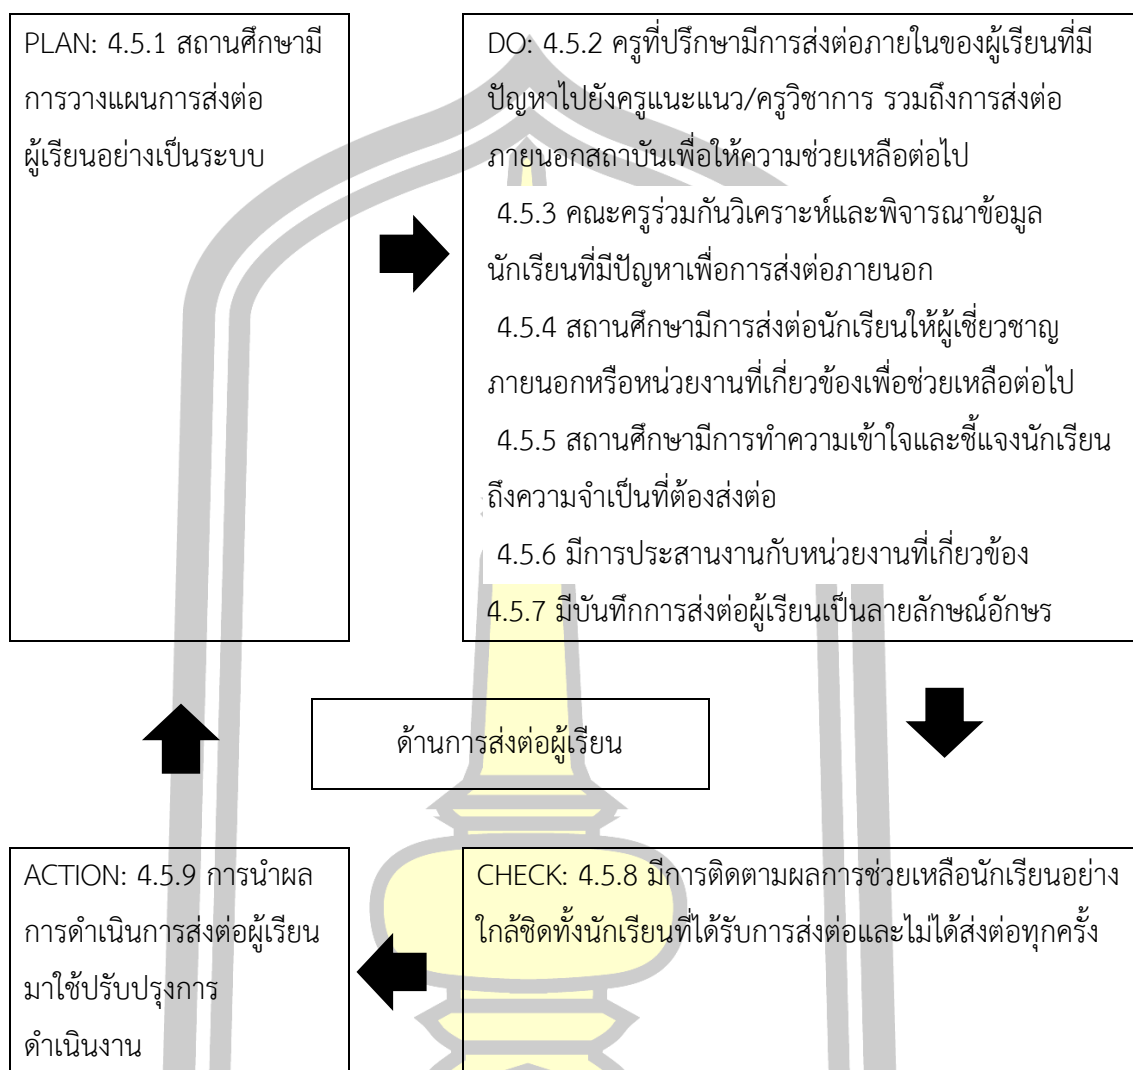 PLAN: 4.5.1 สถานศึกษามี
การวางแผนการส่งต่อ
ผู้เรียนอย่างเป็นระบบ
DO: 4.5.2 ครูที่ปรึกษามีการส่งต่อภายในของผู้เรียนที่มี
ปัญหาไปยังครูแนะแนว/ครูวิชาการ รวมถึงการส่งต่อ
ภายนอกสถาบันเพื่อให้ความช่วยเหลือต่อไป
4.5.3 คณะครูร่วมกันวิเคราะห์และพิจารณาข้อมูล
นักเรียนที่มีปัญหาเพื่อการส่งต่อภายนอก
4.5.4 สถานศึกษามีการส่งต่อนักเรียนให้ผู้เชี่ยวชาญ
ภายนอกหรือหน่วยงานที่เกี่ยวข้องเพื่อช่วยเหลือต่อไป
4.5.5 สถานศึกษามีการทำความเข้าใจและชี้แจงนักเรียน
ถึงความจำเป็นที่ต้องส่งต่อ
4.5.6 มีการประสานงานกับหน่วยงานที่เกี่ยวข้อง
4.5.7 มีบันทึกการส่งต่อผู้เรียนเป็นลายลักษณ์อักษร
ด้านการส่งต่อผู้เรียน
ACTION: 4.5.9 การนำผล
การดำเนินการส่งต่อผู้เรียน
มาใช้ปรับปรุงการ
ดำเนินงาน
CHECK: 4.5.8 มีการติดตามผลการช่วยเหลือนักเรียนอย่าง
ใกล้ชิดทั้งนักเรียนที่ได้รับการส่งต่อและไม่ได้ส่งต่อทุกครั้ง